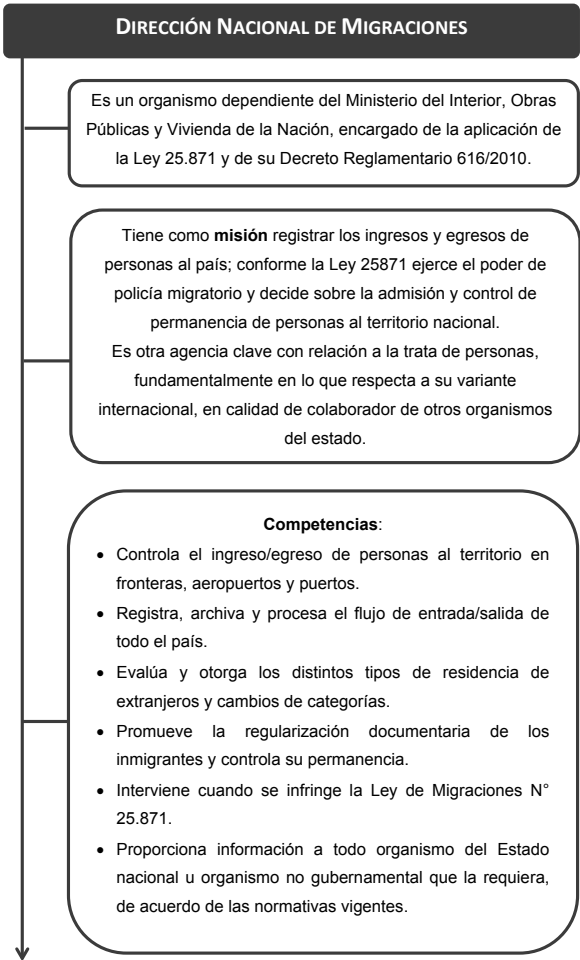 DIRECCIÓN NACIONAL DE MIGRACIONES
Es un organismo dependiente del Ministerio del Interior, Obras
Públicas y Vivienda de la Nación, encargado de la aplicación de
la Ley 25.871 y de su Decreto Reglamentario 616/2010.
Tiene como misión registrar los ingresos y egresos de
personas al país; conforme la Ley 25871 ejerce el poder de
policía migratorio y decide sobre la admisión y control de
permanencia de personas al territorio nacional.
Es otra agencia clave con relación a la trata de personas,
fundamentalmente en lo que respecta a su variante
internacional, en calidad de colaborador de otros organismos
del estado.
Competencias:
• Controla el ingreso/egreso de personas al territorio en
fronteras, aeropuertos y puertos.
• Registra, archiva y procesa el flujo de entrada/salida de
todo el país.
• Evalúa y otorga los distintos tipos de residencia de
extranjeros y cambios de categorías.
• Promueve la regularización documentaria de los
inmigrantes y controla su permanencia.
• Interviene cuando se infringe la Ley de Migraciones N°
25.871.
• Proporciona información a todo organismo del Estado
nacional u organismo no gubernamental que la requiera,
de acuerdo de las normativas vigentes.